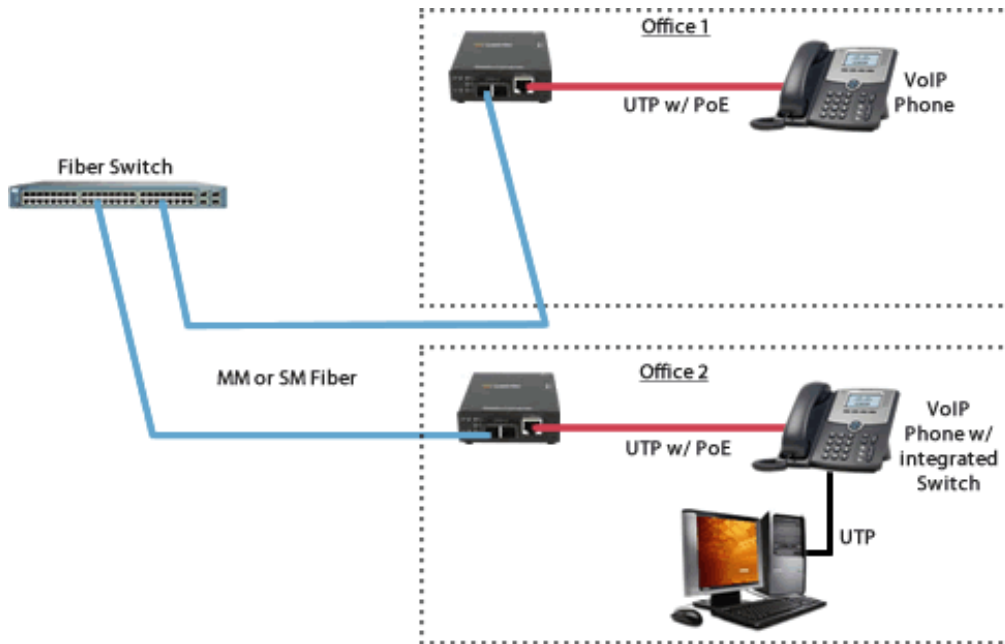 Office 1
VoIP
Phone
UTP w/ PoE
Fiber Switch
MM or SM Fiber
Office 2
VoIP
Phone w/
integrated
Switch
UTP w/ PoE
UTP